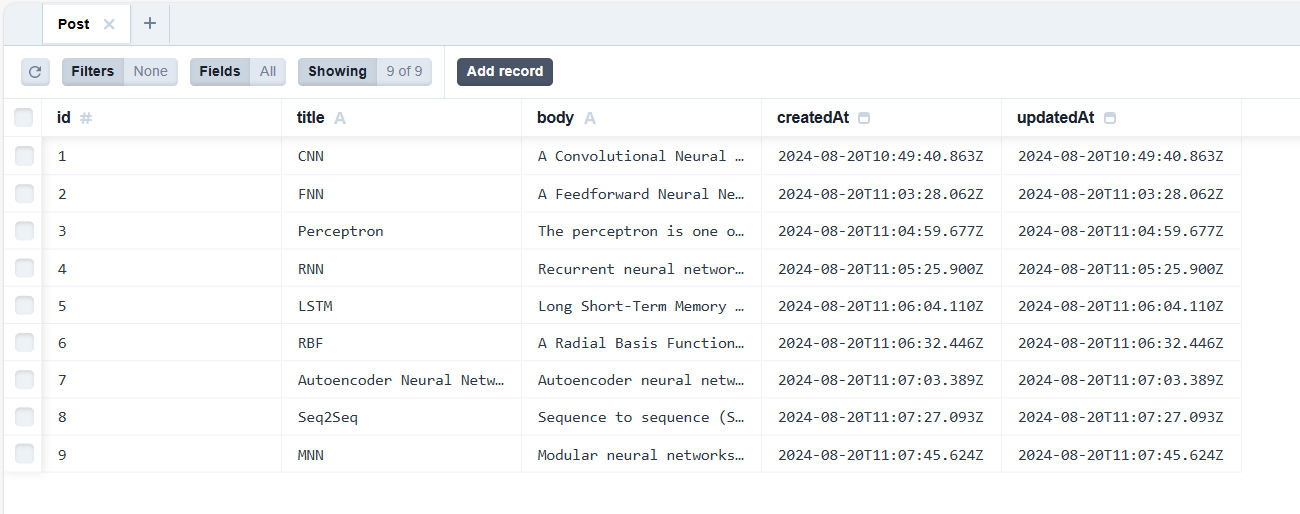 Post
Filters None Fields All Showing 9 of 9 Add record
id # title A body A createdAt updatedAt
1 CNN A Convolutional Neural … 2024-08-20T10:49:40.863Z 2024-08-20T10:49:40.863Z
2 FNN A Feedforward Neural Ne… 2024-08-20T11:03:28.062Z 2024-08-20T11:03:28.062Z
3 Perceptron The perceptron is one o… 2024-08-20T11:04:59.677Z 2024-08-20T11:04:59.677Z
4 RNN Recurrent neural networ… 2024-08-20T11:05:25.900Z 2024-08-20T11:05:25.900Z
5 LSTM Long Short-Term Memory … 2024-08-20T11:06:04.110Z 2024-08-20T11:06:04.110Z
6 RBF A Radial Basis Function… 2024-08-20T11:06:32.446Z 2024-08-20T11:06:32.446Z
7 Autoencoder Neural Netw… Autoencoder neural netw… 2024-08-20T11:07:03.389Z 2024-08-20T11:07:03.389Z
8 Seq2Seq Sequence to sequence (S… 2024-08-20T11:07:27.093Z 2024-08-20T11:07:27.093Z
9 MNN Modular neural networks… 2024-08-20T11:07:45.624Z 2024-08-20T11:07:45.624Z